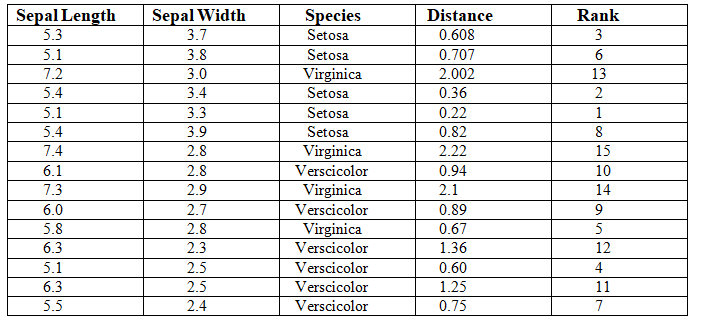 Sepal Length Sepal Width Species Distance Rank
5.3 3.7 Setosa 0.608 3
5.1 3.8 Setosa 0.707 6
7.2 3.0 Virginica 2.002 13
5.4 3.4 Setosa 0.36 2
5.1 3.3 Setosa 0.22 1
5.4 3.9 Setosa 0.82 8
7.4 2.8 Virginica 2.22 15
6.1 2.8 Verscicolor 0.94 10
7.3 2.9 Virginica 2.1 14
6.0 2.7 Verscicolor 0.89 9
5.8 2.8 Virginica 0.67 5
6.3 2.3 Verscicolor 1.36 12
5.1 2.5 Verscicolor 0.60 4
6.3 2.5 Verscicolor 1.25 11
5.5 2.4 Verscicolor 0.75 7